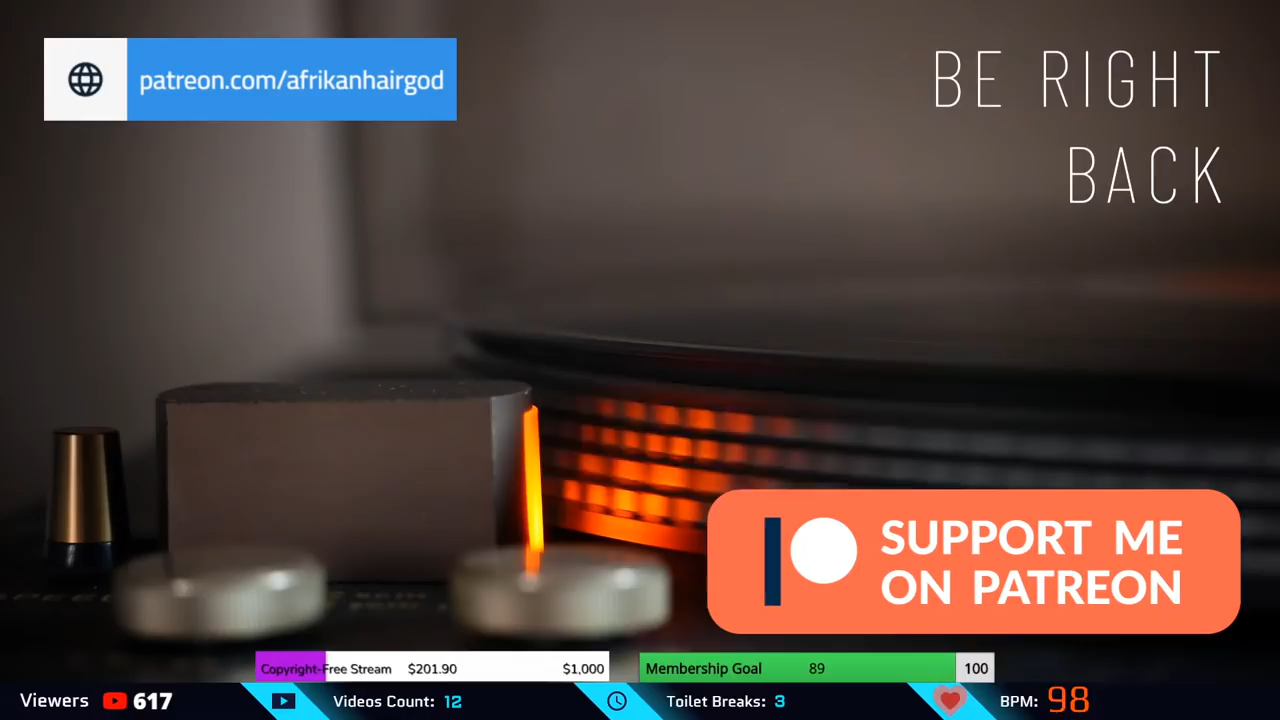 patreon.com/afrikanhairgod
BE RIGHT
BACK
SUPPORT ME
ON PATREON
Copyright-Free Stream $201.90 $1,000
Membership Goal 89 100
Viewers 617 Videos Count: 12 Toilet Breaks: 3 BPM: 98